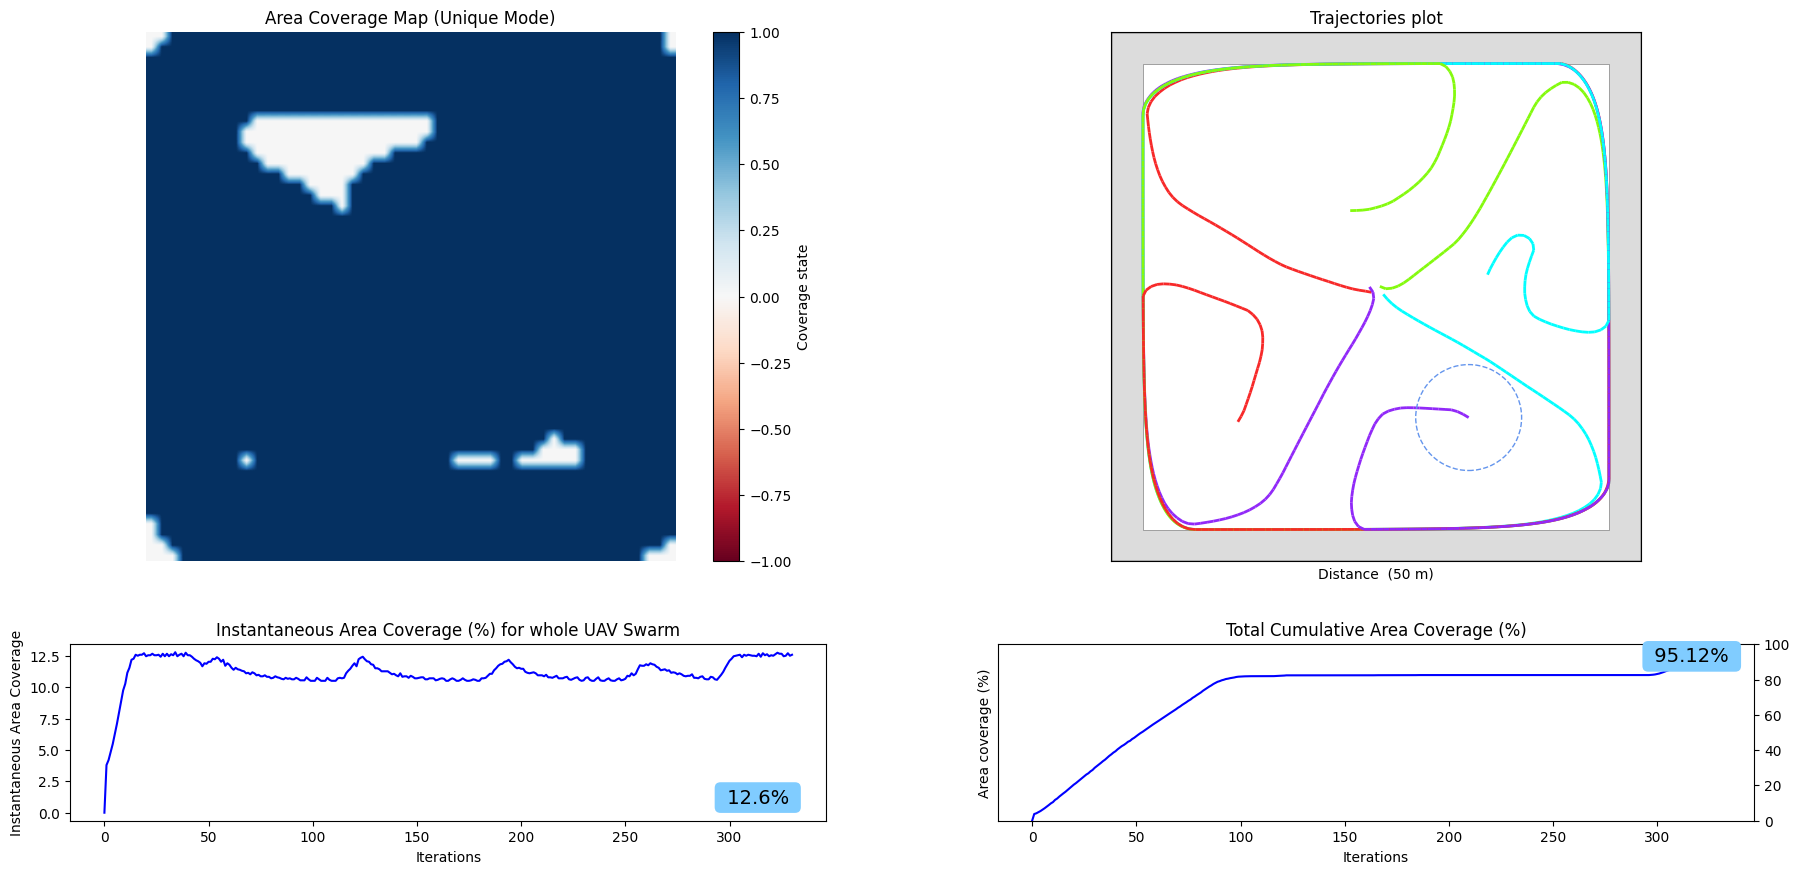 Area Coverage Map (Unique Mode)
1.00
0.75
0.50
0.25
0.00
−0.25
−0.50
−0.75
−1.00
Coverage state
Trajectories plot
Distance (50 m)
Instantaneous Area Coverage (%) for whole UAV Swarm
Instantaneous Area Coverage
12.5
10.0
7.5
5.0
2.5
0.0
12.6%
0 50 100 150 200 250 300
Iterations
Total Cumulative Area Coverage (%)
Area coverage (%)
95.12%
100
80
60
40
20
0
0 50 100 150 200 250 300
Iterations